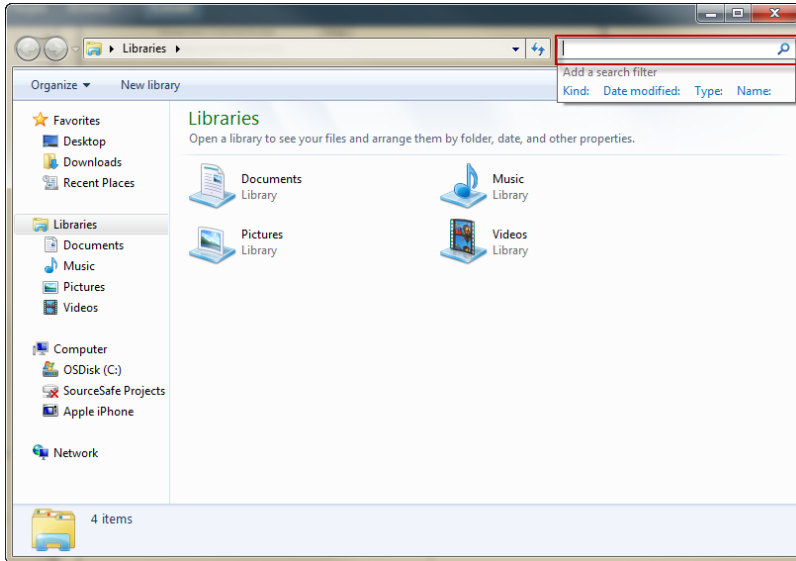 Libraries
Add a search filter
Kind: Date modified: Type: Name:
Organize New library
Favorites
Desktop
Downloads
Recent Places
Libraries
Documents
Music
Pictures
Videos
Computer
OSDisk (C:)
SourceSafe Projects
Apple iPhone
Network
Libraries
Open a library to see your files and arrange them by folder, date, and other properties.
Documents
Library
Music
Library
Pictures
Library
Videos
Library
4 items